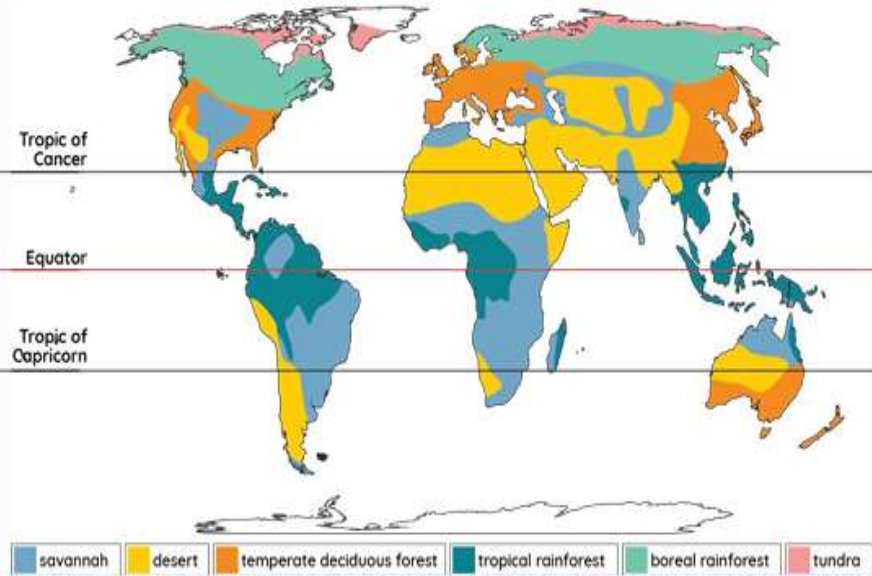 Tropic of
Cancer
Equator
Tropic of
Capricorn
savannah
desert
temperate deciduous forest
tropical rainforest
boreal rainforest
tundra